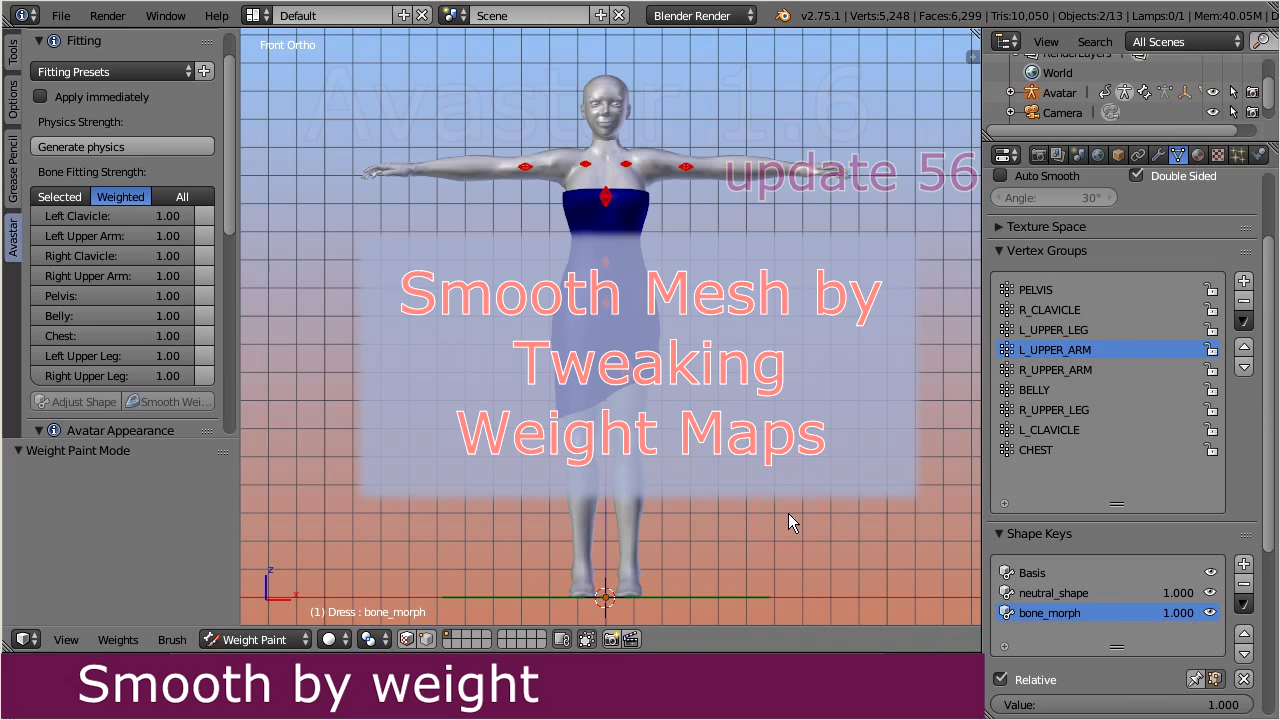 File Render Window Help Default Scene Blender Render v2.75.1 | Verts:5,248 | Faces:6,299 | Tris:10,050 | Objects:2/13 | Lamps:0/1 | Mem:40.05M | D
Tools
Options
Grease Pencil
Avastar
Fitting
Fitting Presets
Apply immediately
Physics Strength:
Generate physics
Bone Fitting Strength:
Selected Weighted All
Left Clavicle: 1.00
Left Upper Arm: 1.00
Right Clavicle: 1.00
Right Upper Arm: 1.00
Pelvis: 1.00
Belly: 1.00
Chest: 1.00
Left Upper Leg: 1.00
Right Upper Leg: 1.00
Adjust Shape Smooth Wei...
Avatar Appearance
Weight Paint Mode
Front Ortho
Avastar 1.6
update 56
Smooth Mesh by
Tweaking
Weight Maps
z
x
(1) Dress : bone_morph
View Weights Brush Weight Paint
Smooth by weight
View Search All Scenes
RenderLayers
World
Avatar
Camera
Auto Smooth Double Sided
Angle: 30°
Texture Space
Vertex Groups
PELVIS
R_CLAVICLE
L_UPPER_LEG
L_UPPER_ARM
R_UPPER_ARM
BELLY
R_UPPER_LEG
L_CLAVICLE
CHEST
Shape Keys
Basis
neutral_shape 1.000
bone_morph 1.000
Relative
Value: 1.000